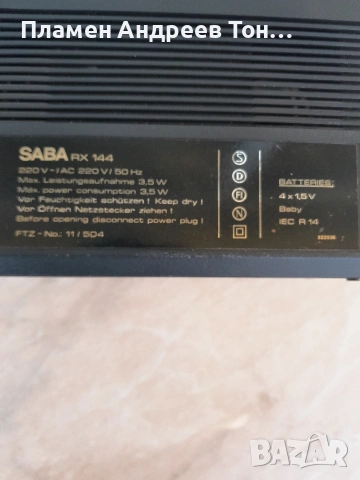 Пламен Андреев Тон...
SABA RX 144
220 V ~ / AC 220 V / 50 Hz
Max. Leistungsaufnahme 3,5 W
Max. power consumption 3,5 W
Vor Feuchtigkeit schützen ! Keep dry !
Vor Öffnen Netzstecker ziehen !
Before opening disconnect power plug !
FTZ - No.: 11 / 504
S
D
FI
N
BATTERIES:
4 x 1,5 V
Baby
IEC R 14
BAZAR